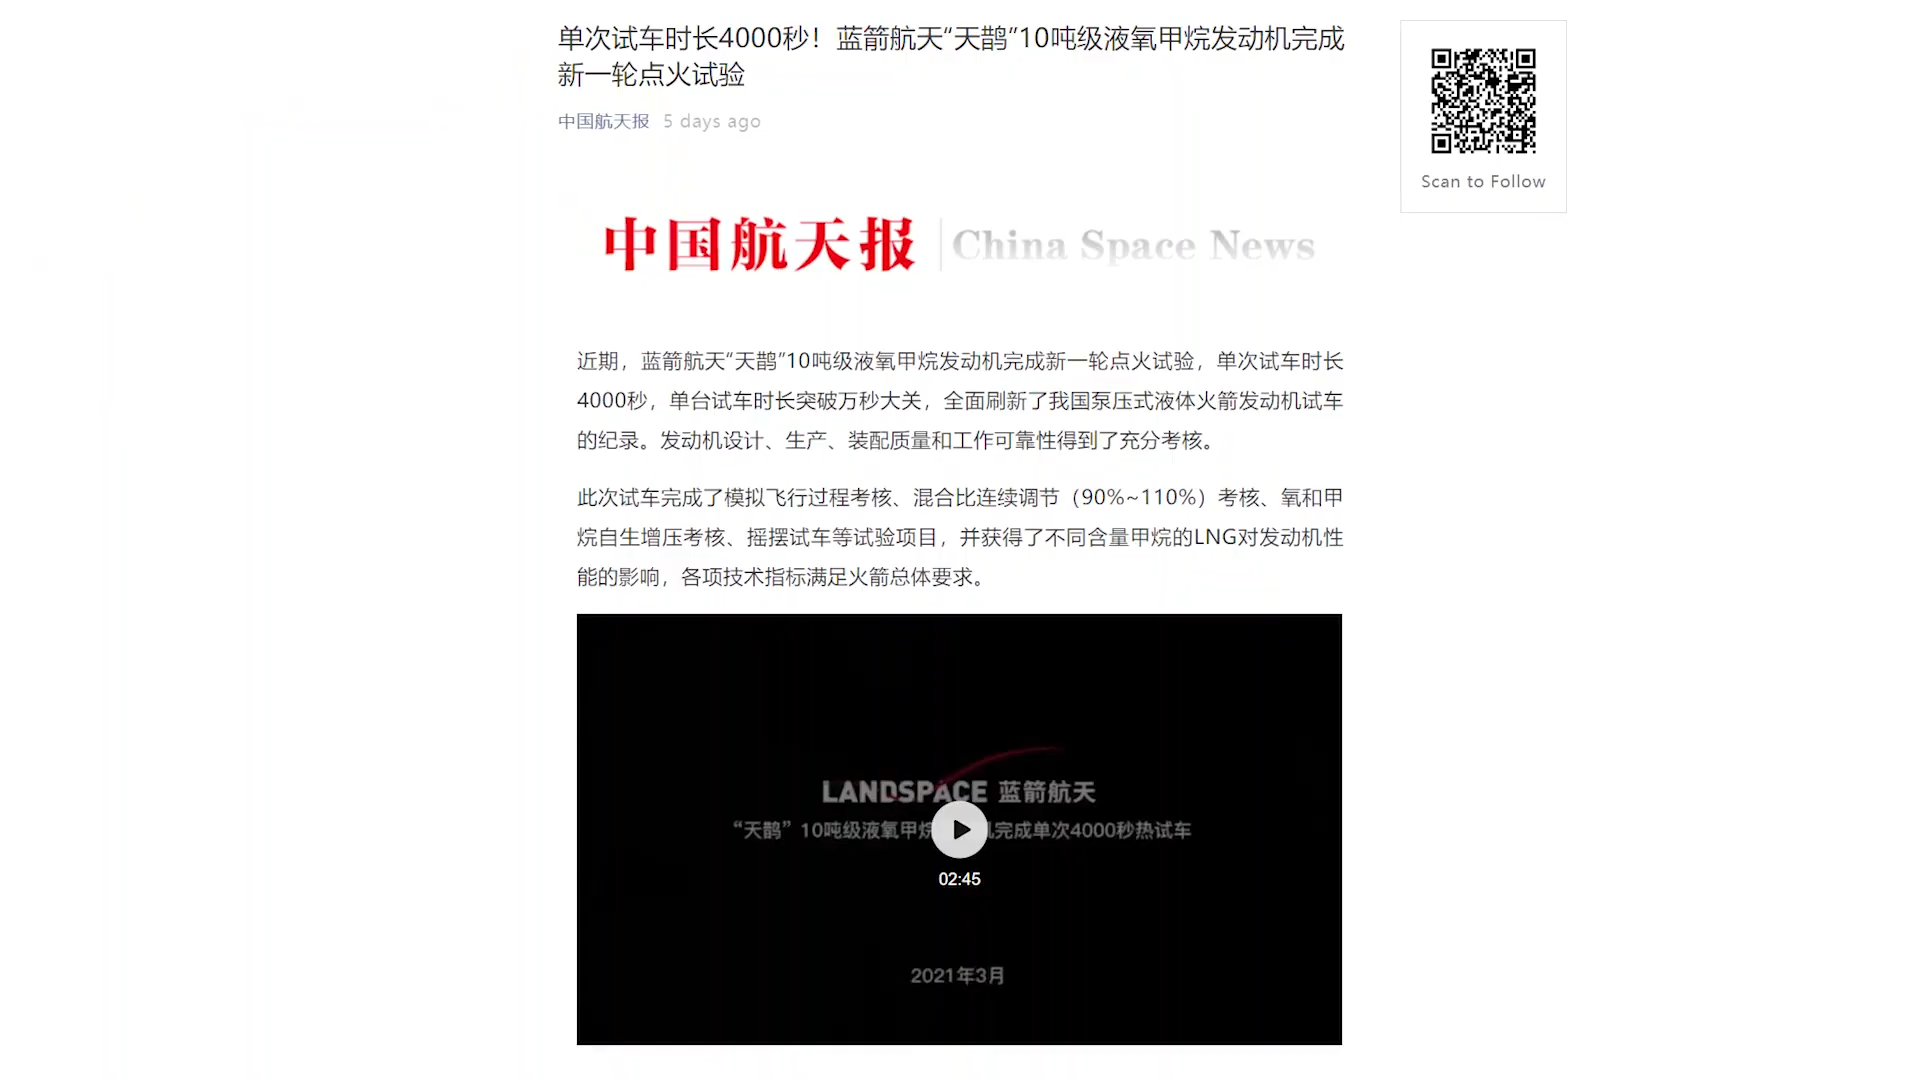 单次试车时长4000秒！蓝箭航天“天鹊”10吨级液氧甲烷发动机完成
新一轮点火试验
中国航天报 5 days ago
Scan to Follow
中国航天报 China Space News
近期，蓝箭航天“天鹊”10吨级液氧甲烷发动机完成新一轮点火试验，单次试车时长
4000秒，单台试车时长突破万秒大关，全面刷新了我国泵压式液体火箭发动机试车
的纪录。发动机设计、生产、装配质量和工作可靠性得到了充分考核。
此次试车完成了模拟飞行过程考核、混合比连续调节（90%~110%）考核、氧和甲
烷自生增压考核、摇摆试车等试验项目，并获得了不同含量甲烷的LNG对发动机性
能的影响，各项技术指标满足火箭总体要求。
LANDSPACE 蓝箭航天
“天鹊”10吨级液氧甲烷 机完成单次4000秒热试车
02:45
2021年3月